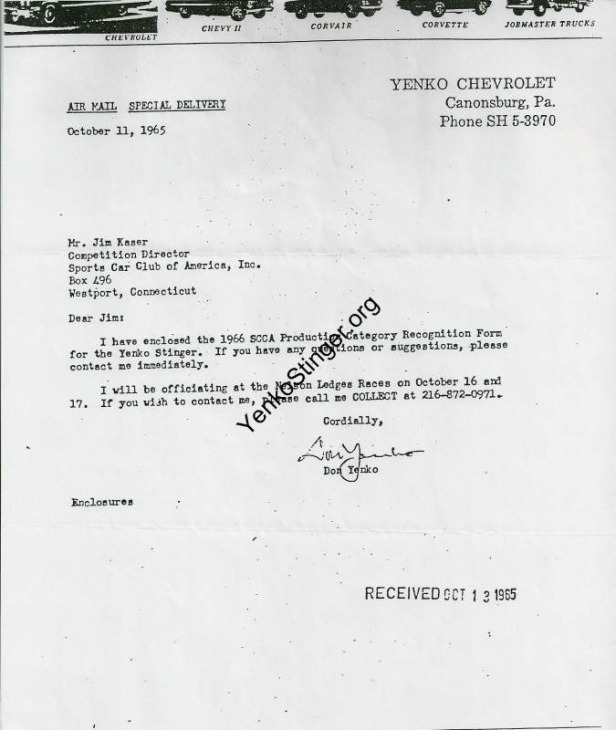 CHEVROLET
CHEVY II
CORVAIR
CORVETTE
JOBMASTER TRUCKS
YENKO CHEVROLET
Canonsburg, Pa.
Phone SH 5-3970
AIR MAIL SPECIAL DELIVERY
October 11, 1965
Mr. Jim Kaser
Competition Director
Sports Car Club of America, Inc.
Box 496
Westport, Connecticut
Dear Jim:
I have enclosed the 1966 SCCA Production Category Recognition Form
for the Yenko Stinger. If you have any questions or suggestions, please
contact me immediately.
I will be officiating at the Nelson Ledges Races on October 16 and
17. If you wish to contact me, please call me COLLECT at 216-872-0971.
Cordially,
Don Yenko
Don Yenko
Enclosures
RECEIVED OCT 13 1965
YenkoStinger.org